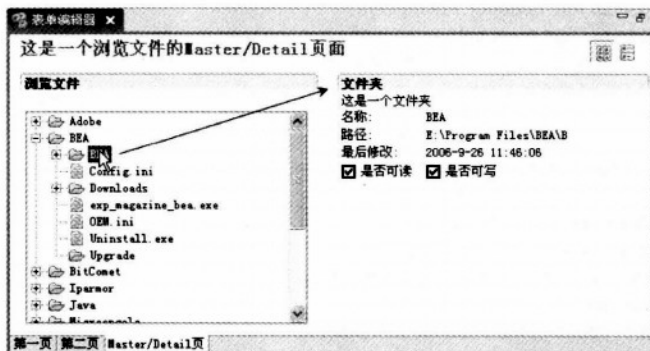 表单编辑器
这是一个浏览文件的Master/Detail页面
浏览文件
Adobe
BEA
Config.ini
Downloads
exp_magazine_bea.exe
OEM.ini
Uninstall.exe
Upgrade
BitComet
Iparmor
Java
文件夹
这是一个文件夹
名称: BEA
路径: E:\Program Files\BEA\B
最后修改: 2006-9-26 11:46:06
是否可读 是否可写
第一页 第二页 Master/Detail页